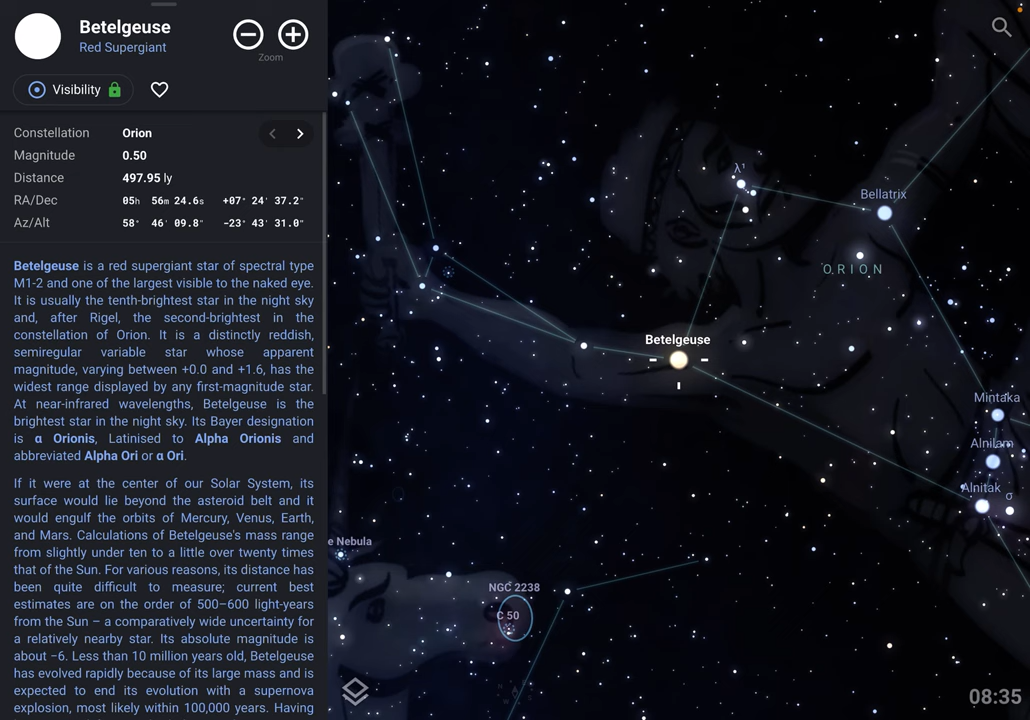 Betelgeuse
Red Supergiant
Zoom
Visibility
Constellation Orion
Magnitude 0.50
Distance 497.95 ly
RA/Dec 05h 56m 24.6s +07° 24' 37.2"
Az/Alt 58° 46' 09.8" -23° 43' 31.0"
Betelgeuse is a red supergiant star of spectral type
M1-2 and one of the largest visible to the naked eye.
It is usually the tenth-brightest star in the night sky
and, after Rigel, the second-brightest in the
constellation of Orion. It is a distinctly reddish,
semiregular variable star whose apparent
magnitude, varying between +0.0 and +1.6, has the
widest range displayed by any first-magnitude star.
At near-infrared wavelengths, Betelgeuse is the
brightest star in the night sky. Its Bayer designation
is α Orionis, Latinised to Alpha Orionis and
abbreviated Alpha Ori or α Ori.
If it were at the center of our Solar System, its
surface would lie beyond the asteroid belt and it
would engulf the orbits of Mercury, Venus, Earth,
and Mars. Calculations of Betelgeuse's mass range
from slightly under ten to a little over twenty times
that of the Sun. For various reasons, its distance has
been quite difficult to measure; current best
estimates are on the order of 500–600 light-years
from the Sun – a comparatively wide uncertainty for
a relatively nearby star. Its absolute magnitude is
about −6. Less than 10 million years old, Betelgeuse
has evolved rapidly because of its large mass and is
expected to end its evolution with a supernova
explosion, most likely within 100,000 years. Having
λ¹
Bellatrix
ORION
Betelgeuse
Mintaka
Alnilam
Alnitak
σ
e Nebula
NGC 2238
C 50
08:35